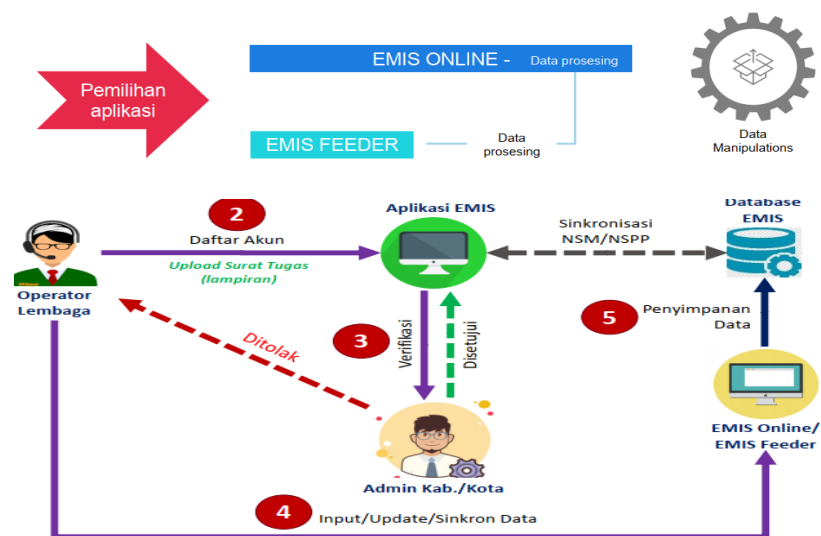 Pemilihan
aplikasi
EMIS ONLINE - Data prosesing
EMIS FEEDER
Data
prosesing
Data
Manipulations
2
Daftar Akun
Upload Surat Tugas
(lampiran)
Operator
Lembaga
Aplikasi EMIS
Sinkronisasi
NSM/NSPP
Database
EMIS
Ditolak
3
Verifikasi
Disetujui
5
Penyimpanan
Data
EMIS Online/
EMIS Feeder
Admin Kab./Kota
4
Input/Update/Sinkron Data